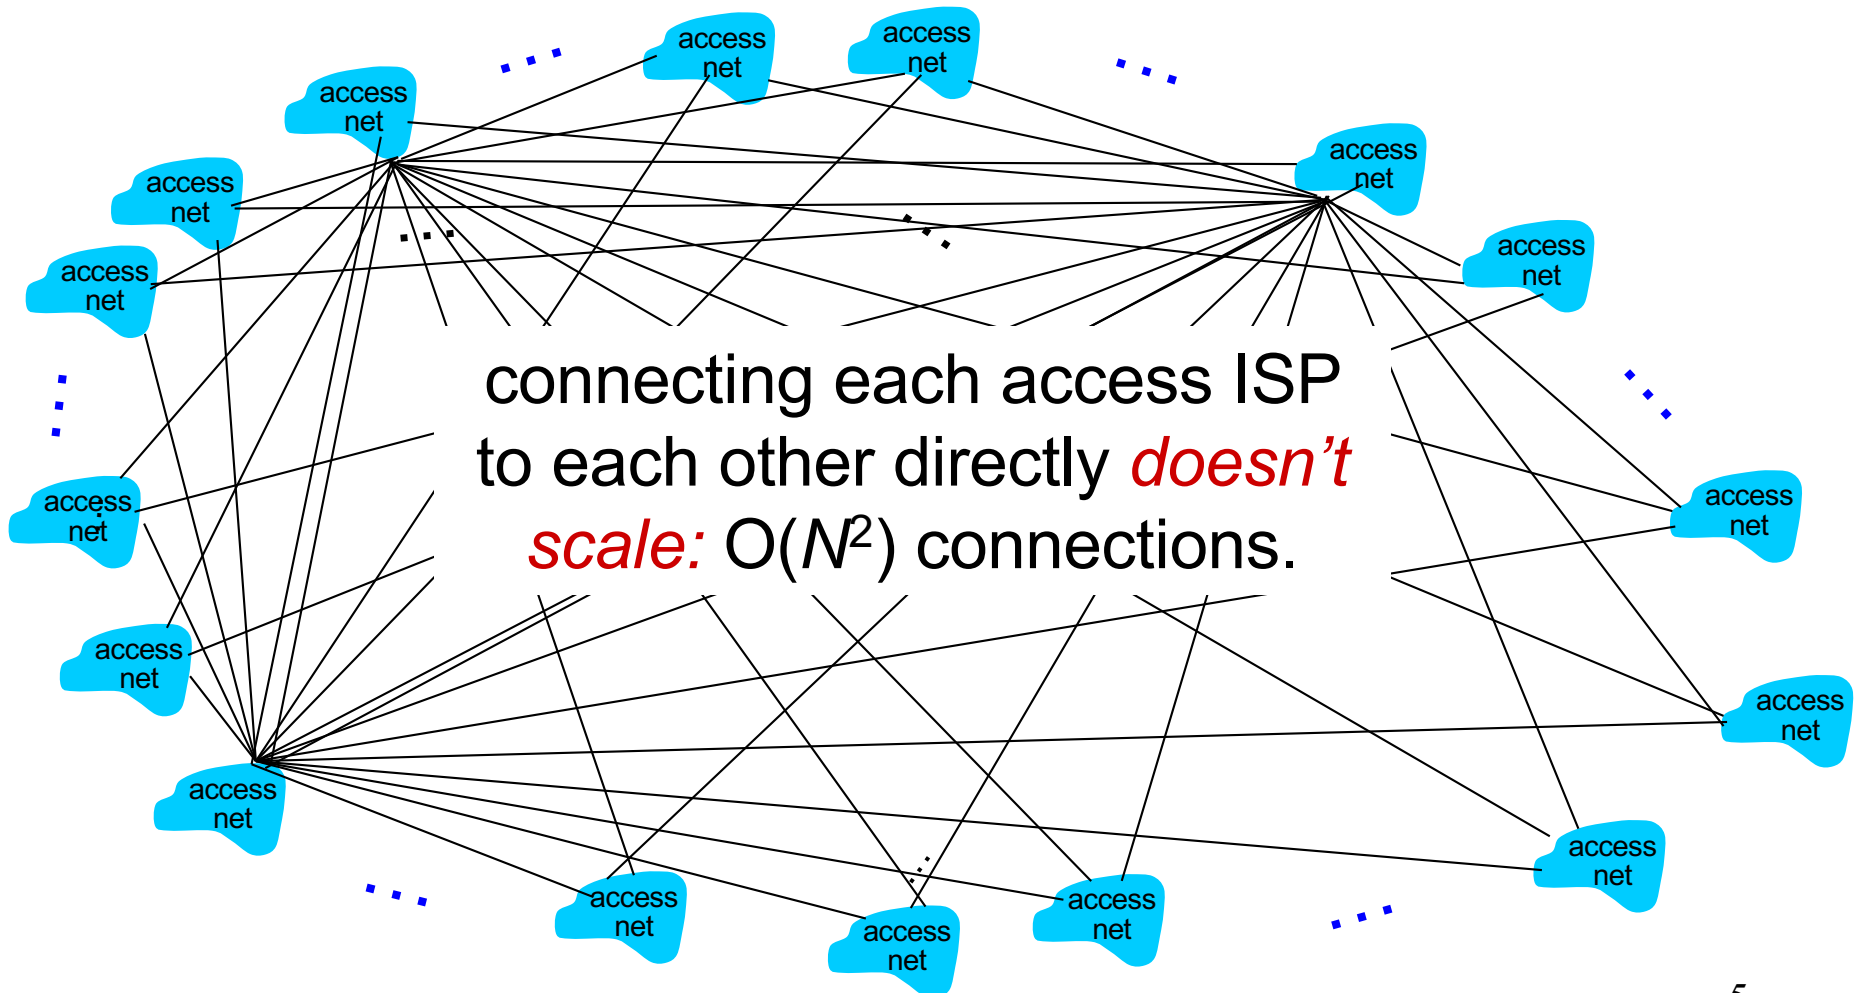 access
net
access
net
access
net
access
net
access
net
access
net
access
net
access
net
connecting each access ISP
to each other directly doesn’t
scale: O(N²) connections.
access
net
access
net
access
net
access
net
access
net
access
net
access
net
access
net
access
net